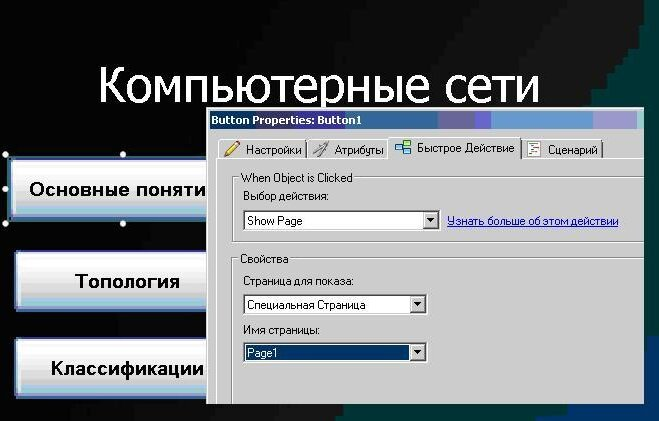 Компьютерные сети
Button Properties: Button1
Настройки
Атрибуты
Быстрое Действие
Сценарий
When Object is Clicked
Выбор действия:
Show Page
Узнать больше об этом действии
Свойства
Страница для показа:
Специальная Страница
Имя страницы:
Page1
Основные поняти
Топология
Классификации